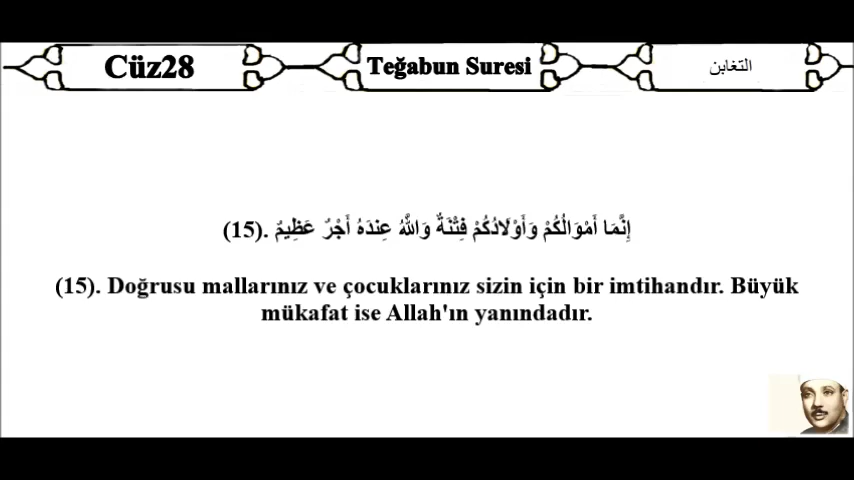 Cüz28
Teğabun Suresi
التغابن
إِنَّمَا أَمْوَالُكُمْ وَأَوْلَادُكُمْ فِتْنَةٌ وَاللَّهُ عِندَهُ أَجْرٌ عَظِيمٌ .(15)
(15). Doğrusu mallarınız ve çocuklarınız sizin için bir imtihandır. Büyük
mükafat ise Allah'ın yanındadır.